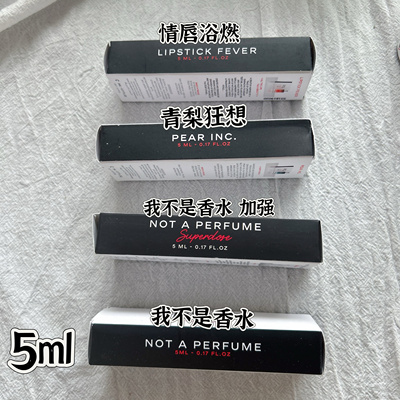 情唇浴燃
LIPSTICK FEVER
5 ML - 0.17 FL.OZ
青梨狂想
PEAR INC.
5 ML - 0.17 FL.OZ
我不是香水 加强
NOT A PERFUME
Superdose
5 ML - 0.17 FL.OZ
我不是香水
5ml
NOT A PERFUME
5ML - 0.17 FL.OZ